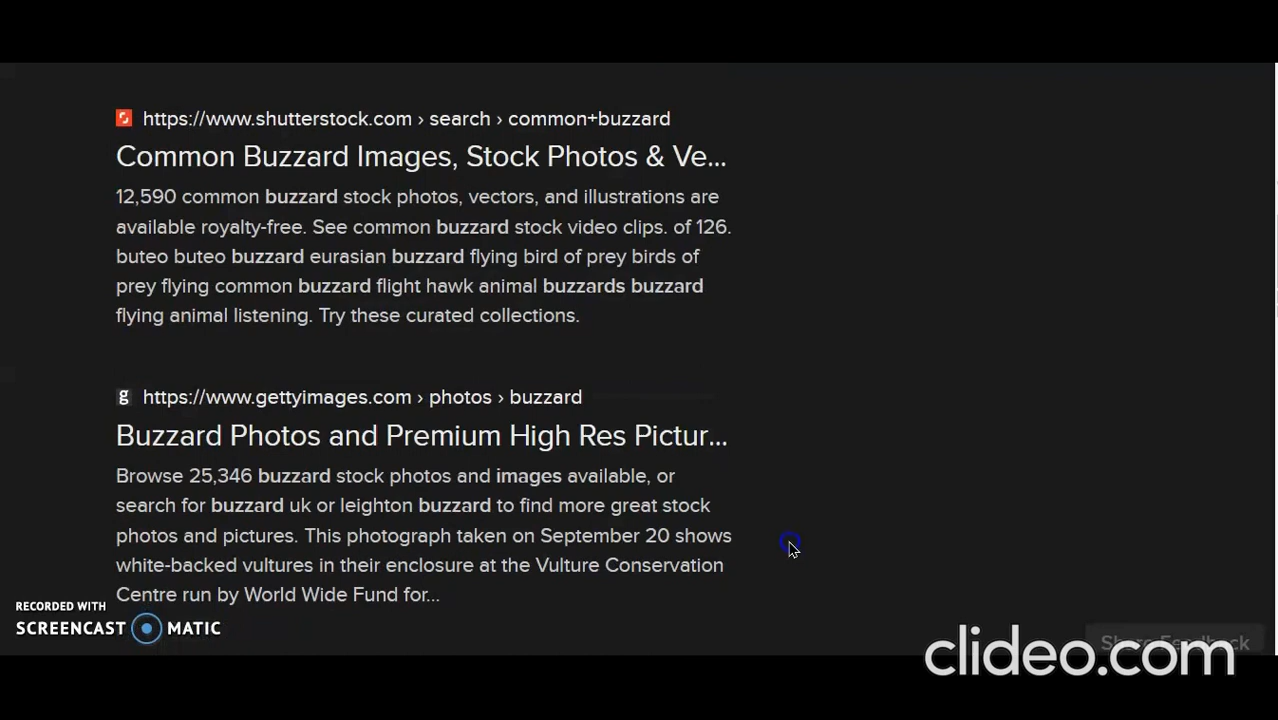 https://www.shutterstock.com › search › common+buzzard
Common Buzzard Images, Stock Photos & Ve...
12,590 common buzzard stock photos, vectors, and illustrations are
available royalty-free. See common buzzard stock video clips. of 126.
buteo buteo buzzard eurasian buzzard flying bird of prey birds of
prey flying common buzzard flight hawk animal buzzards buzzard
flying animal listening. Try these curated collections.
g https://www.gettyimages.com › photos › buzzard
Buzzard Photos and Premium High Res Pictur...
Browse 25,346 buzzard stock photos and images available, or
search for buzzard uk or leighton buzzard to find more great stock
photos and pictures. This photograph taken on September 20 shows
white-backed vultures in their enclosure at the Vulture Conservation
Centre run by World Wide Fund for...
RECORDED WITH
SCREENCAST MATIC
Share Feedback
clideo.com